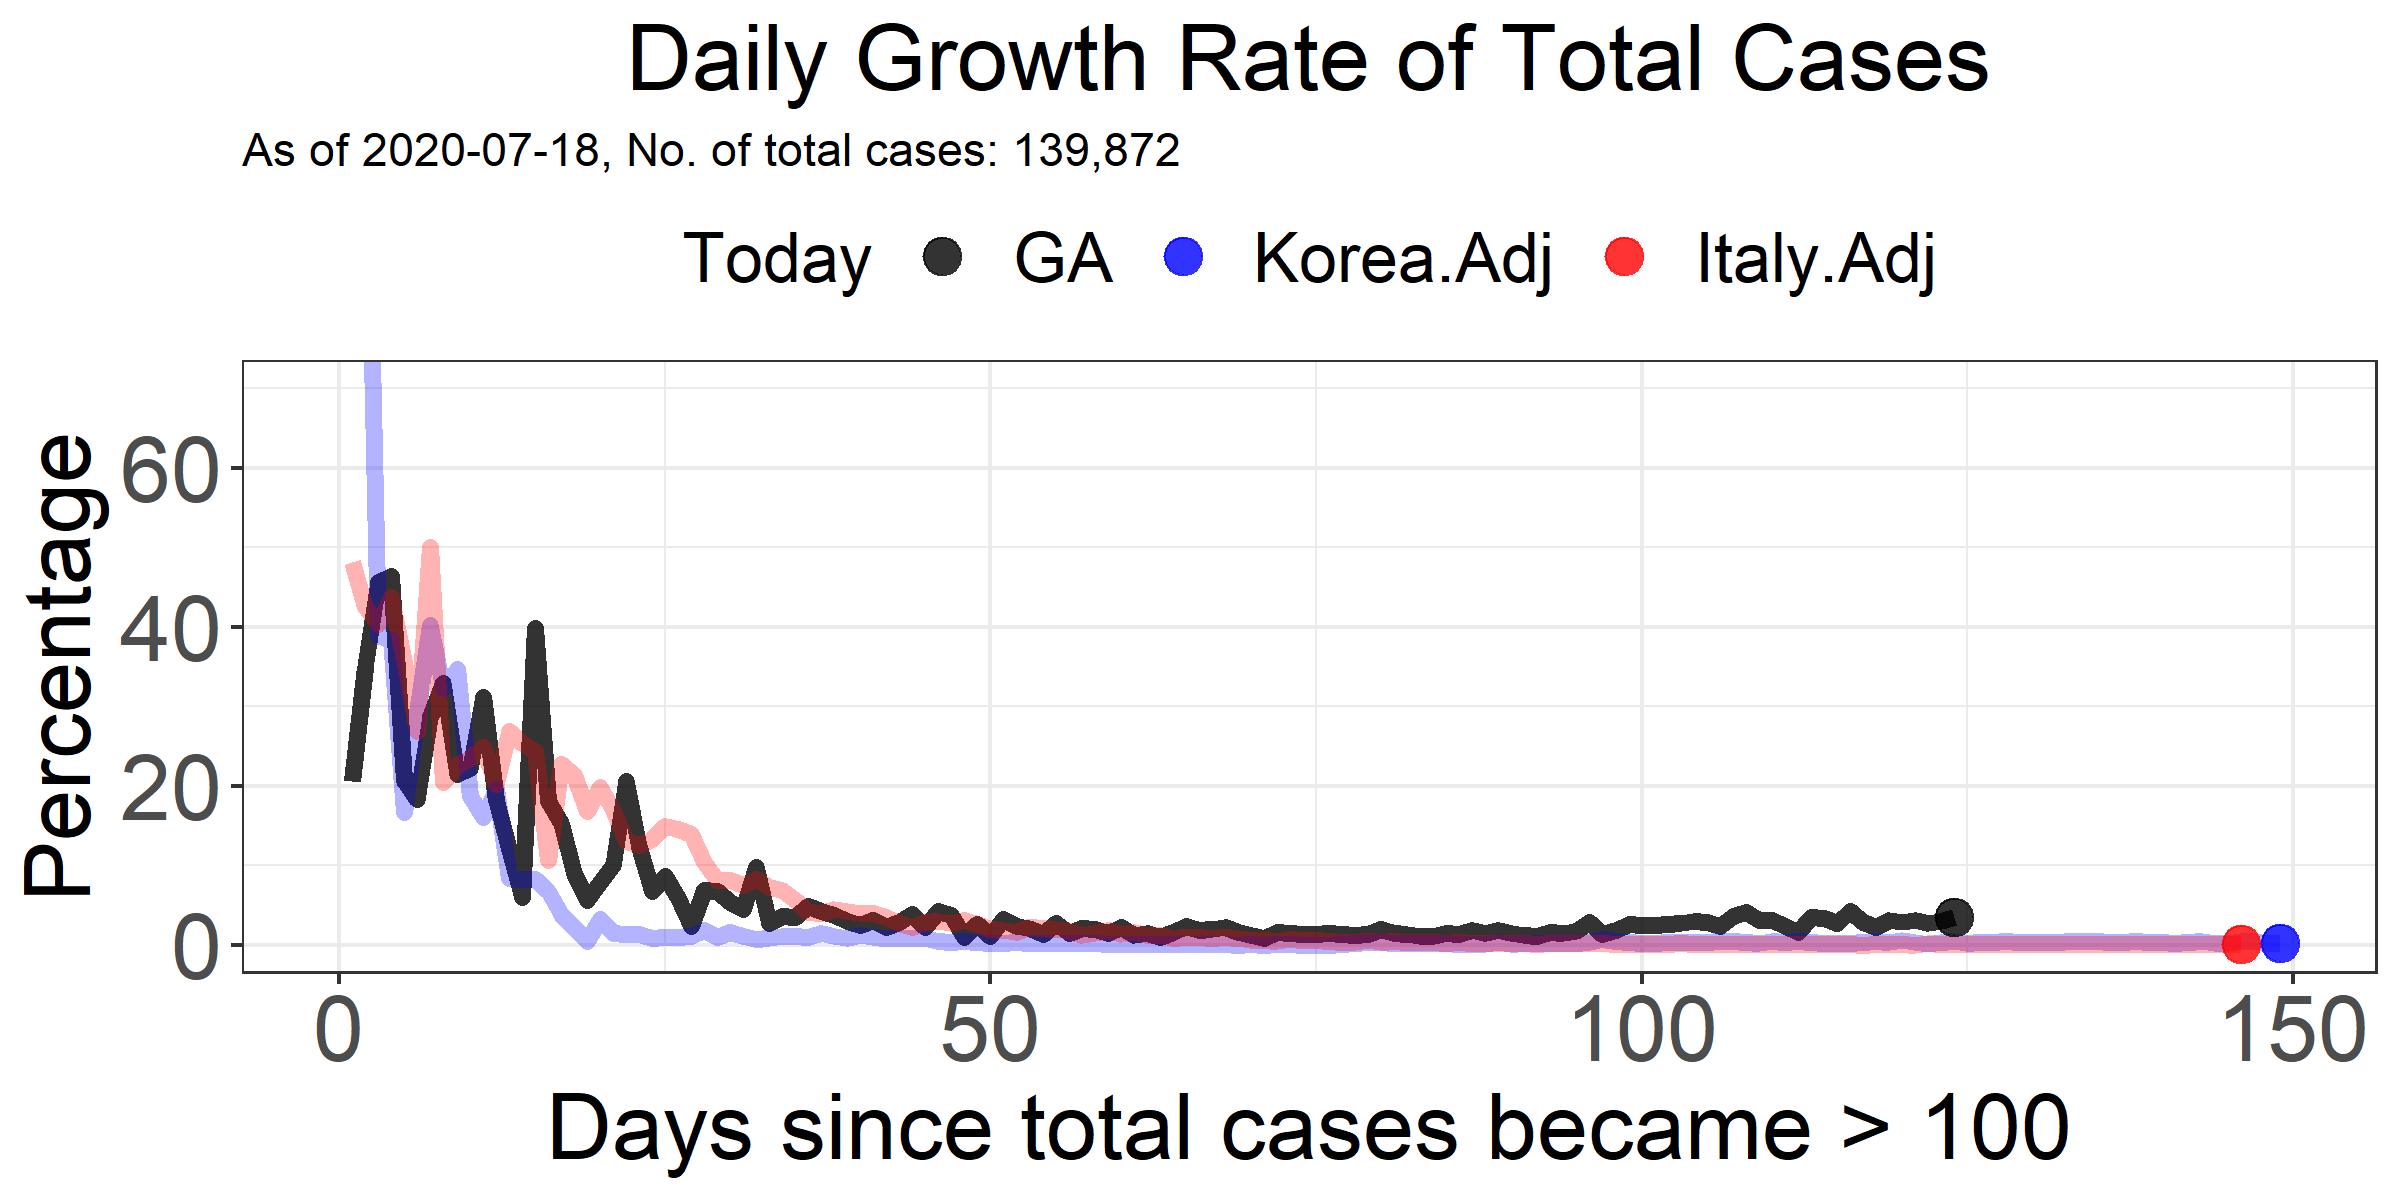 Daily Growth Rate of Total Cases
As of 2020-07-18, No. of total cases: 139,872
Today GA Korea.Adj Italy.Adj
Percentage
60
40
20
0
0 50 100 150
Days since total cases became > 100